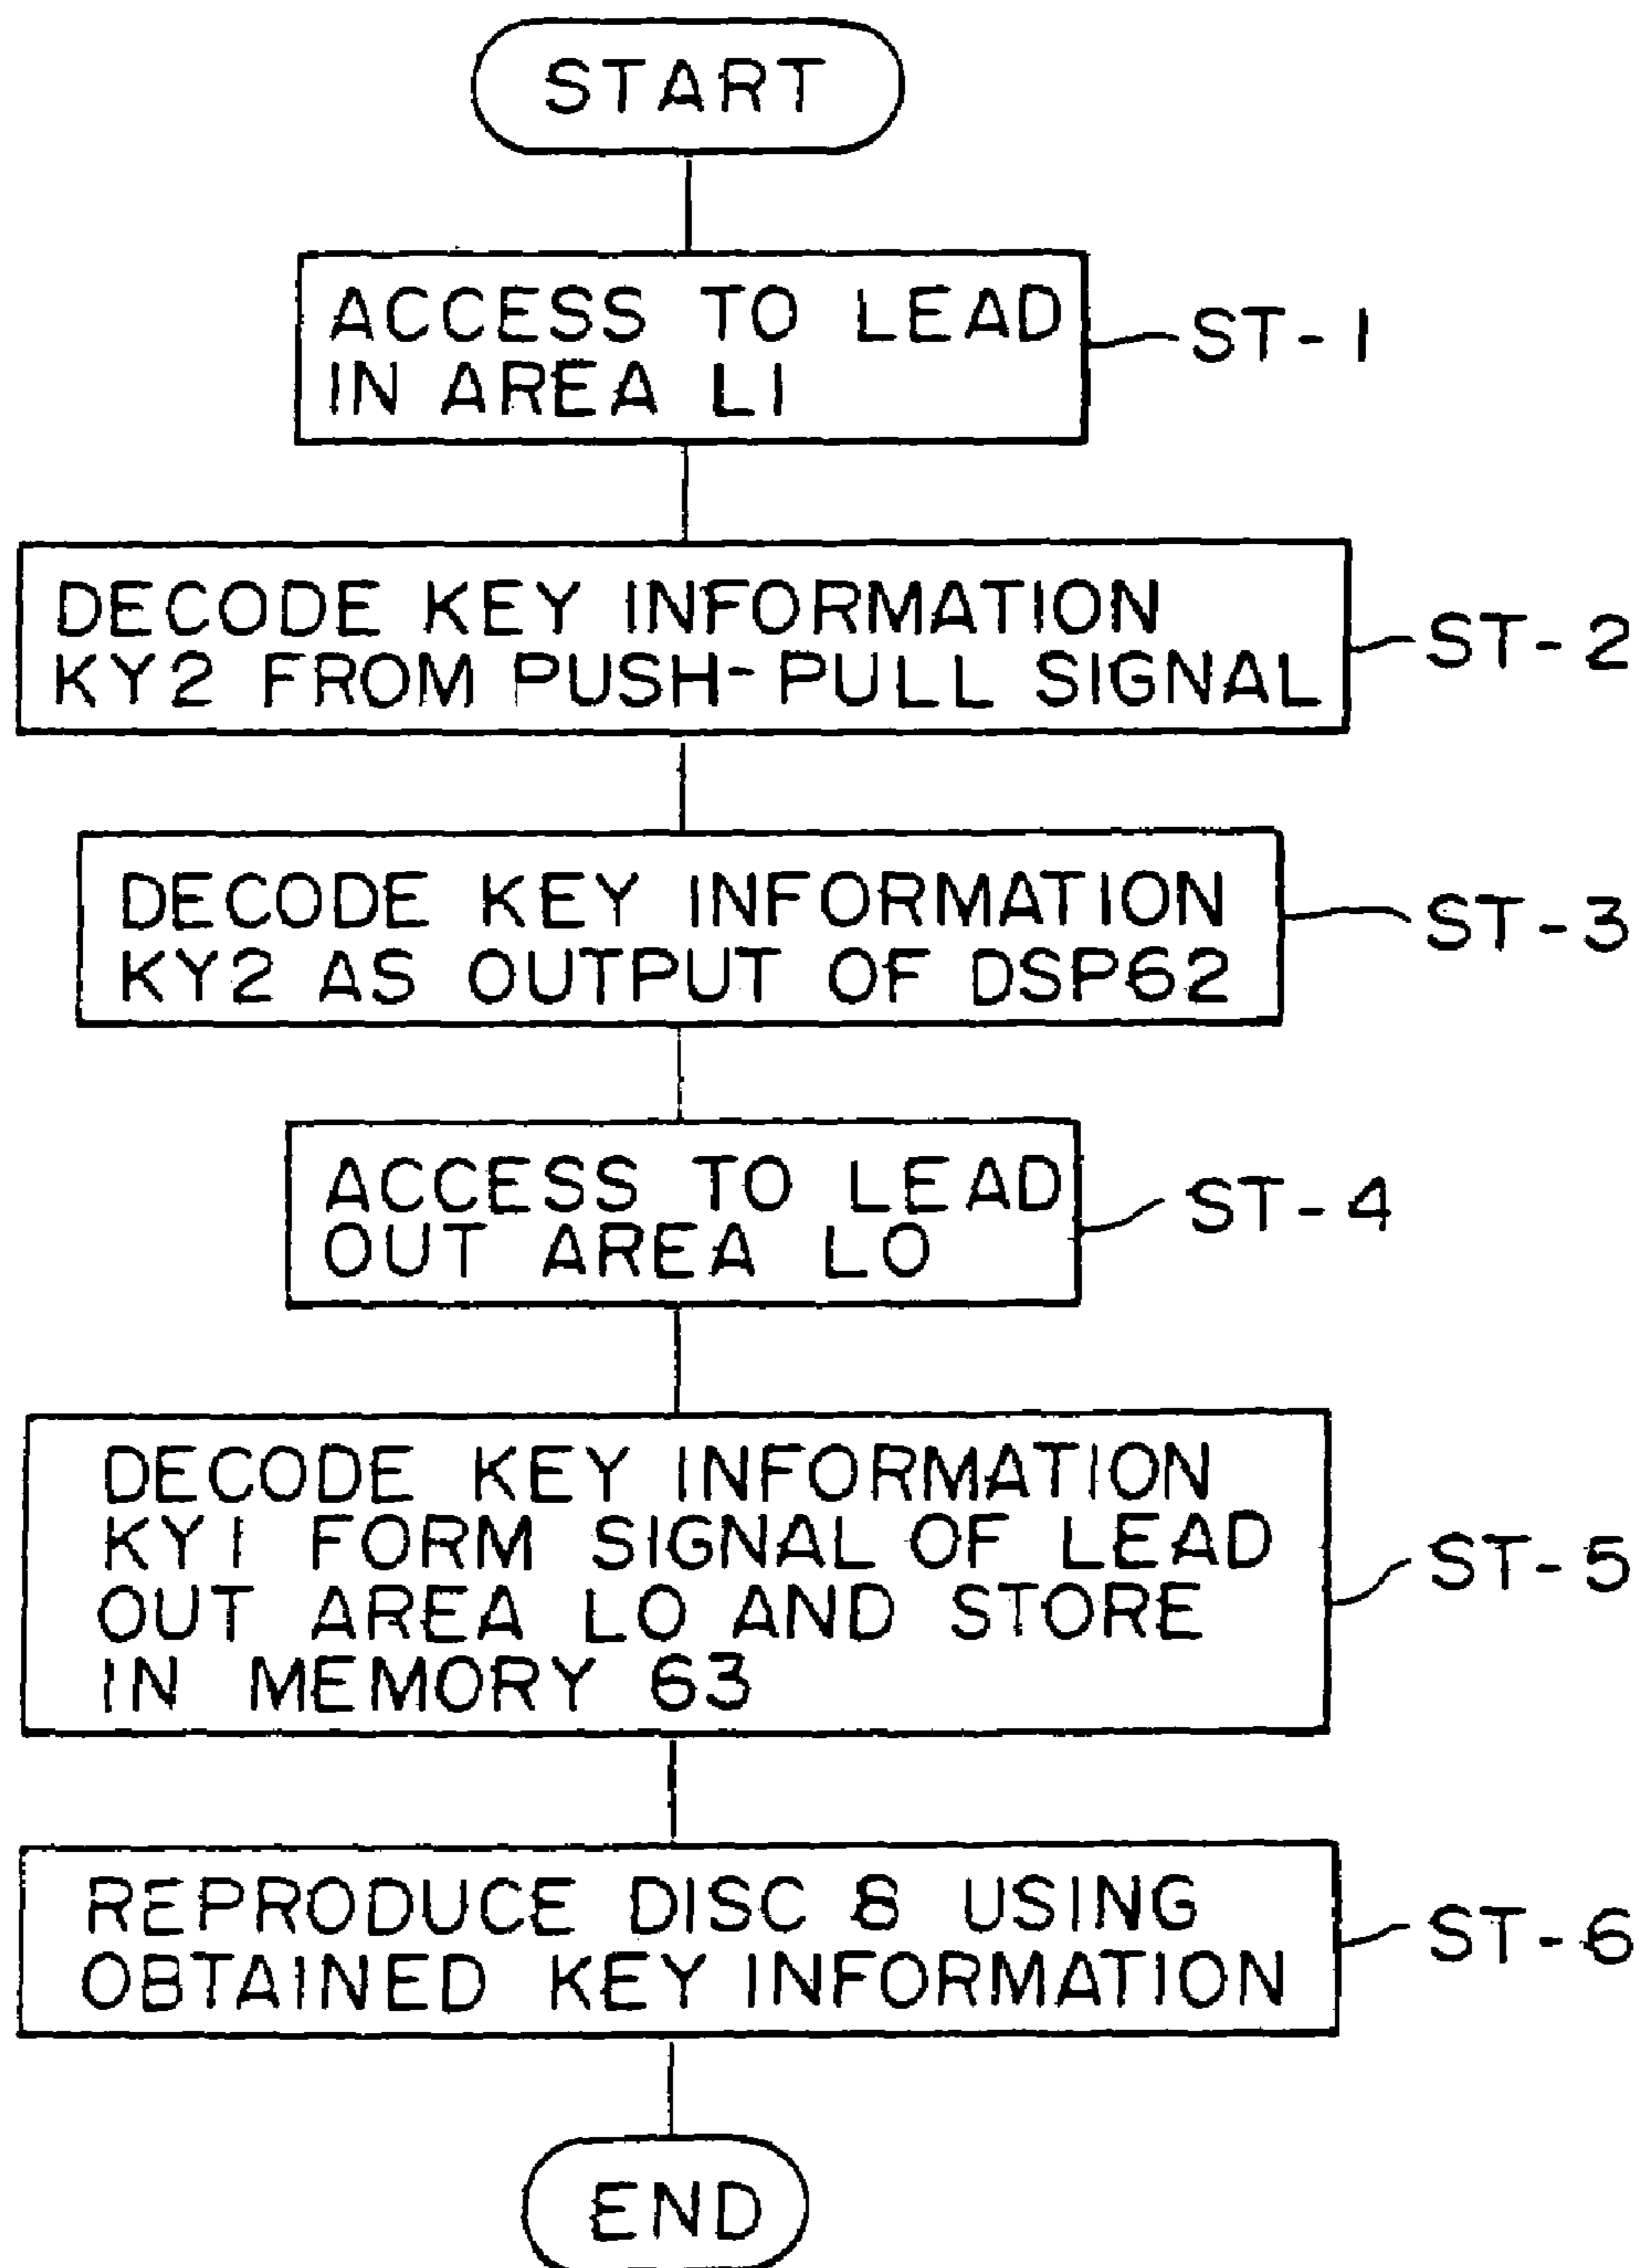 START
ACCESS TO LEAD
IN AREA LI
ST-1
DECODE KEY INFORMATION
KY2 FROM PUSH-PULL SIGNAL
ST-2
DECODE KEY INFORMATION
KY2 AS OUTPUT OF DSP62
ST-3
ACCESS TO LEAD
OUT AREA LO
ST-4
DECODE KEY INFORMATION
KY1 FORM SIGNAL OF LEAD
OUT AREA LO AND STORE
IN MEMORY 63
ST-5
REPRODUCE DISC 8 USING
OBTAINED KEY INFORMATION
ST-6
END